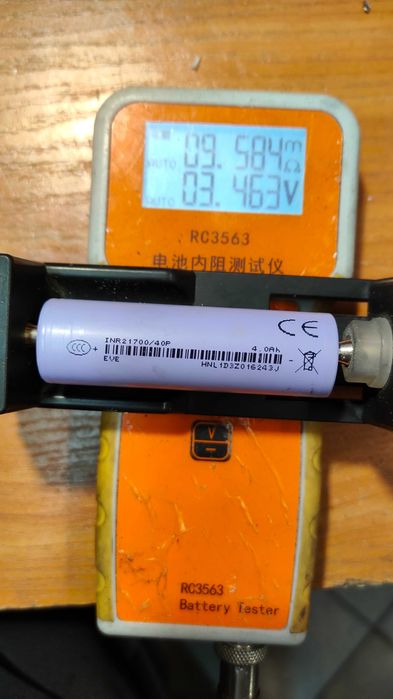 AUTO 09.584mΩ
AUTO 03.463V
RC3563
电池内阻测试仪
CE
CCC + INR21700/40P 4.0Ah -
EVE HNL1D3Z016243J
V
RC3563
Battery Tester